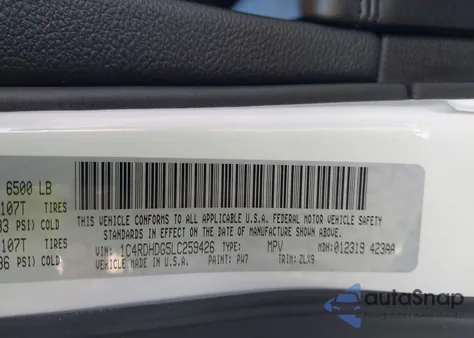 6500 LB
107T TIRES
33 PSI) COLD
107T TIRES
36 PSI) COLD
THIS VEHICLE CONFORMS TO ALL APPLICABLE U.S.A. FEDERAL MOTOR VEHICLE SAFETY
STANDARDS IN EFFECT ON THE DATE OF MANUFACTURE SHOWN ABOVE.
VIN: 1C4RDHDG5LC259426 TYPE: MPV MDH: 012319 423AA
VEHICLE MADE IN U.S.A. PAINT: PW7 TRIM: ZLX9
autoSnap